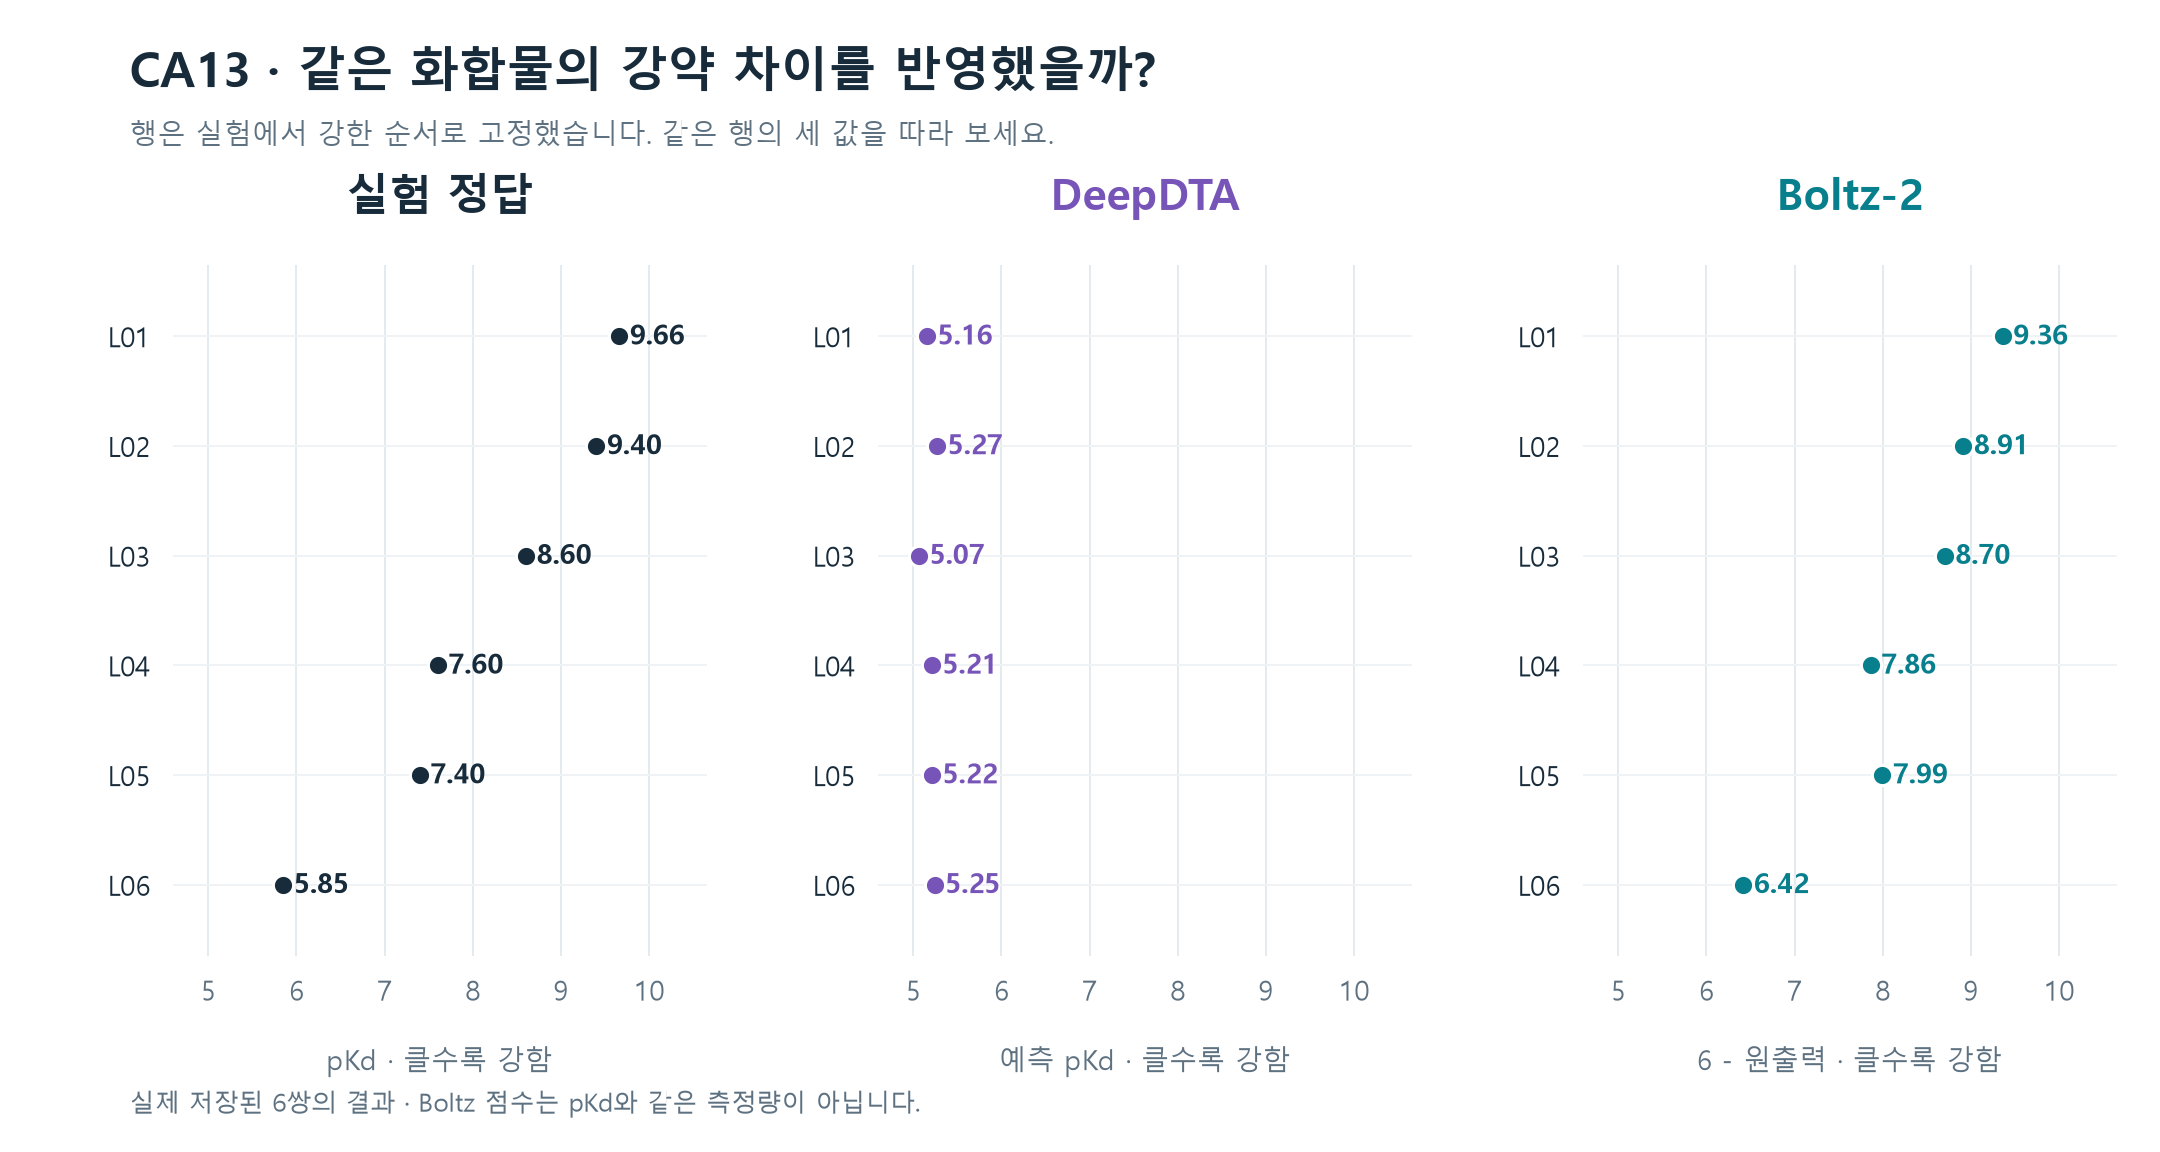 CA13 · 같은 화합물의 강약 차이를 반영했을까?
행은 실험에서 강한 순서로 고정했습니다. 같은 행의 세 값을 따라 보세요.
실험 정답
L01 9.66
L02 9.40
L03 8.60
L04 7.60
L05 7.40
L06 5.85
5 6 7 8 9 10
pKd · 클수록 강함
DeepDTA
L01 5.16
L02 5.27
L03 5.07
L04 5.21
L05 5.22
L06 5.25
5 6 7 8 9 10
예측 pKd · 클수록 강함
Boltz-2
L01 9.36
L02 8.91
L03 8.70
L04 7.86
L05 7.99
L06 6.42
5 6 7 8 9 10
6 - 원출력 · 클수록 강함
실제 저장된 6쌍의 결과 · Boltz 점수는 pKd와 같은 측정량이 아닙니다.